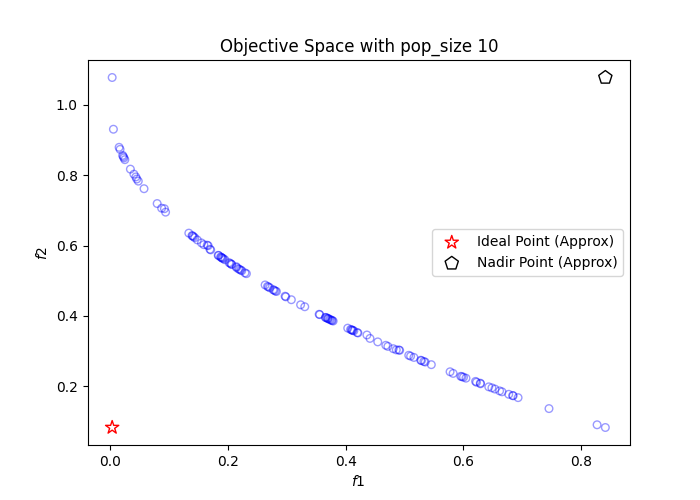 Objective Space with pop_size 10
1.0
0.8
0.6
0.4
0.2
f2
Ideal Point (Approx)
Nadir Point (Approx)
0.0 0.2 0.4 0.6 0.8
f1